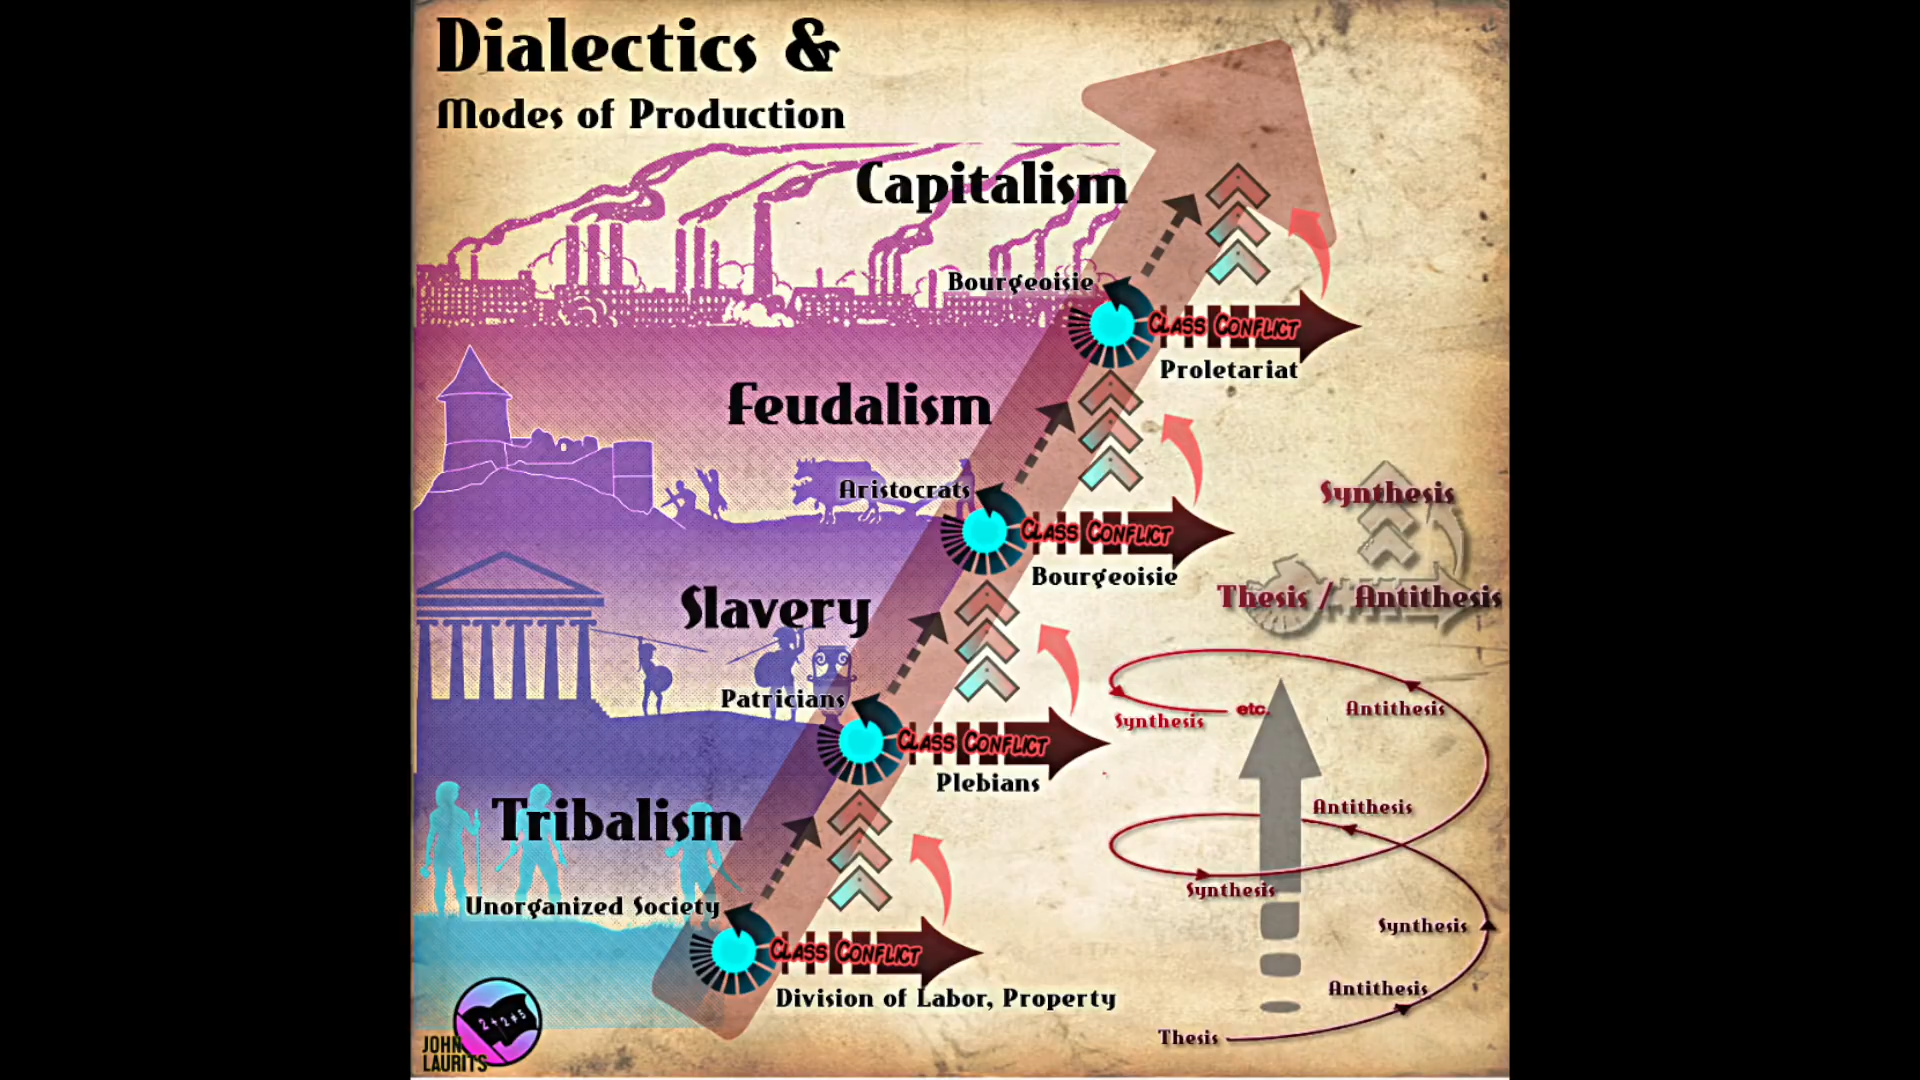 Dialectics &
Modes of Production
Capitalism
Bourgeoisie
CLASS CONFLICT
Proletariat
Feudalism
Aristocrats
CLASS CONFLICT
Bourgeoisie
Synthesis
Thesis / Antithesis
Slavery
Patricians
CLASS CONFLICT
Plebians
Antithesis
Synthesis
etc.
Tribalism
Antithesis
Synthesis
Unorganized Society
Synthesis
CLASS CONFLICT
Division of Labor, Property
Antithesis
Thesis
JOHN
LAURITS